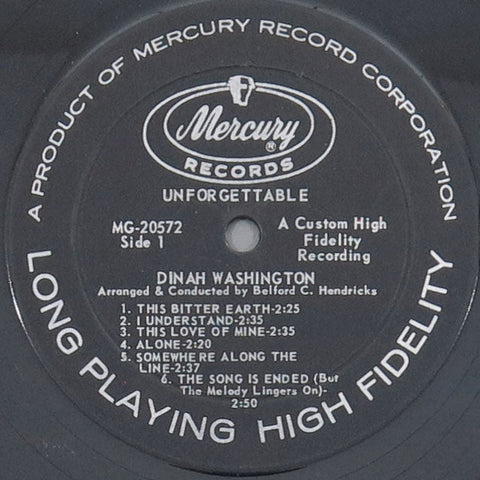 A PRODUCT OF MERCURY RECORD CORPORATION
Mercury®
RECORDS
UNFORGETTABLE
MG-20572
Side 1
A Custom High
Fidelity
Recording
DINAH WASHINGTON
Arranged & Conducted by Belford C. Hendricks
1. THIS BITTER EARTH-2:25
2. I UNDERSTAND-2:35
3. THIS LOVE OF MINE-2:35
4. ALONE-2:20
5. SOMEWHERE ALONG THE
LINE-2:37
6. THE SONG IS ENDED (But
The Melody Lingers On)-
2:50
LONG PLAYING HIGH FIDELITY